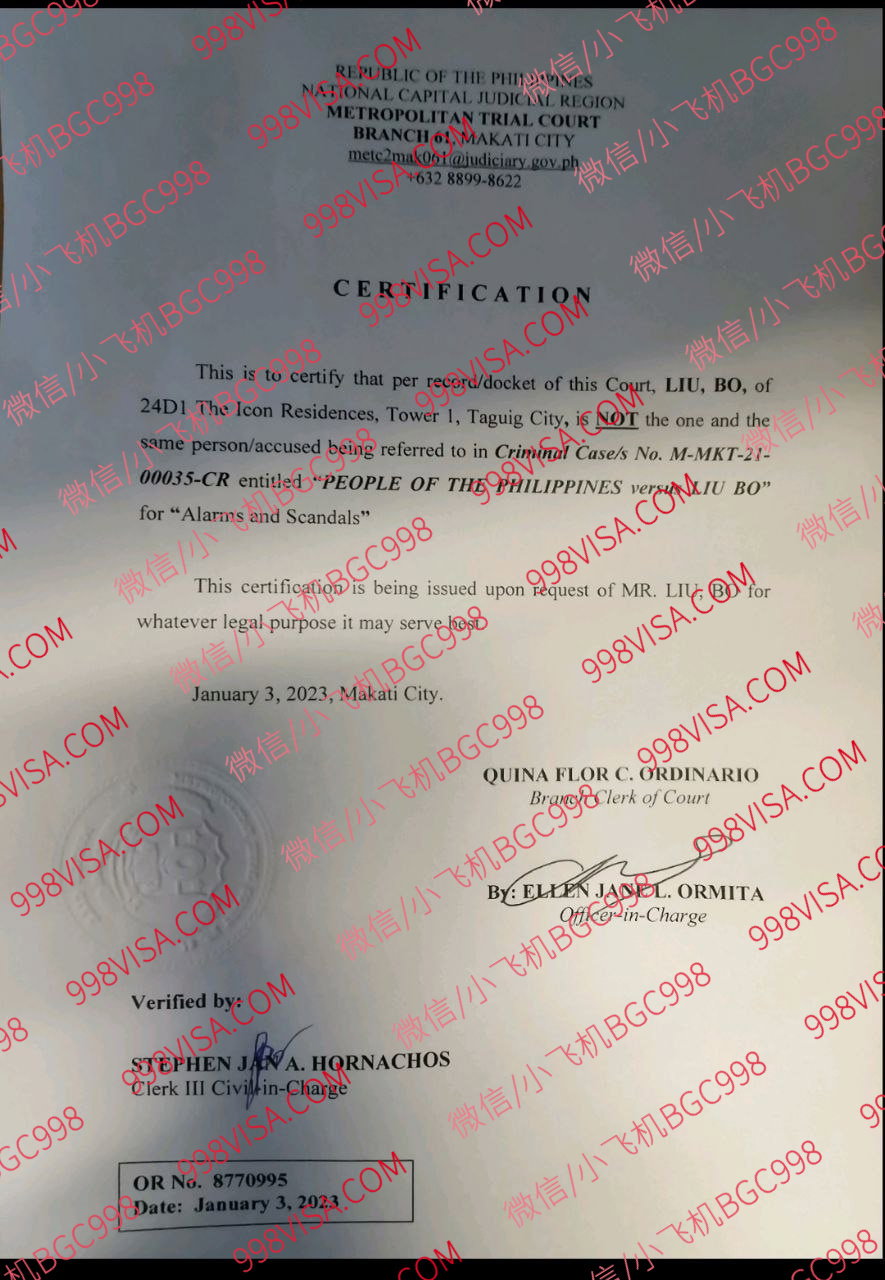 REPUBLIC OF THE PHILIPPINES
NATIONAL CAPITAL JUDICIAL REGION
METROPOLITAN TRIAL COURT
BRANCH 61, MAKATI CITY
metc2mak061@judiciary.gov.ph
+632 8899-8622
CERTIFICATION
This is to certify that per record/docket of this Court, LIU, BO, of
24D1 The Icon Residences, Tower 1, Taguig City, is NOT the one and the
same person/accused being referred to in Criminal Case/s No. M-MKT-21-
00035-CR entitled "PEOPLE OF THE PHILIPPINES versus LIU BO"
for "Alarms and Scandals"
This certification is being issued upon request of MR. LIU, BO for
whatever legal purpose it may serve best.
January 3, 2023, Makati City.
QUINA FLOR C. ORDINARIO
Branch Clerk of Court
By: ELLEN JANE L. ORMITA
Officer-in-Charge
Verified by:
STEPHEN JAN A. HORNACHOS
Clerk III Civil-in-Charge
OR No. 8770995
Date: January 3, 2023
998VISA.COM
微信/小飞机BGC998